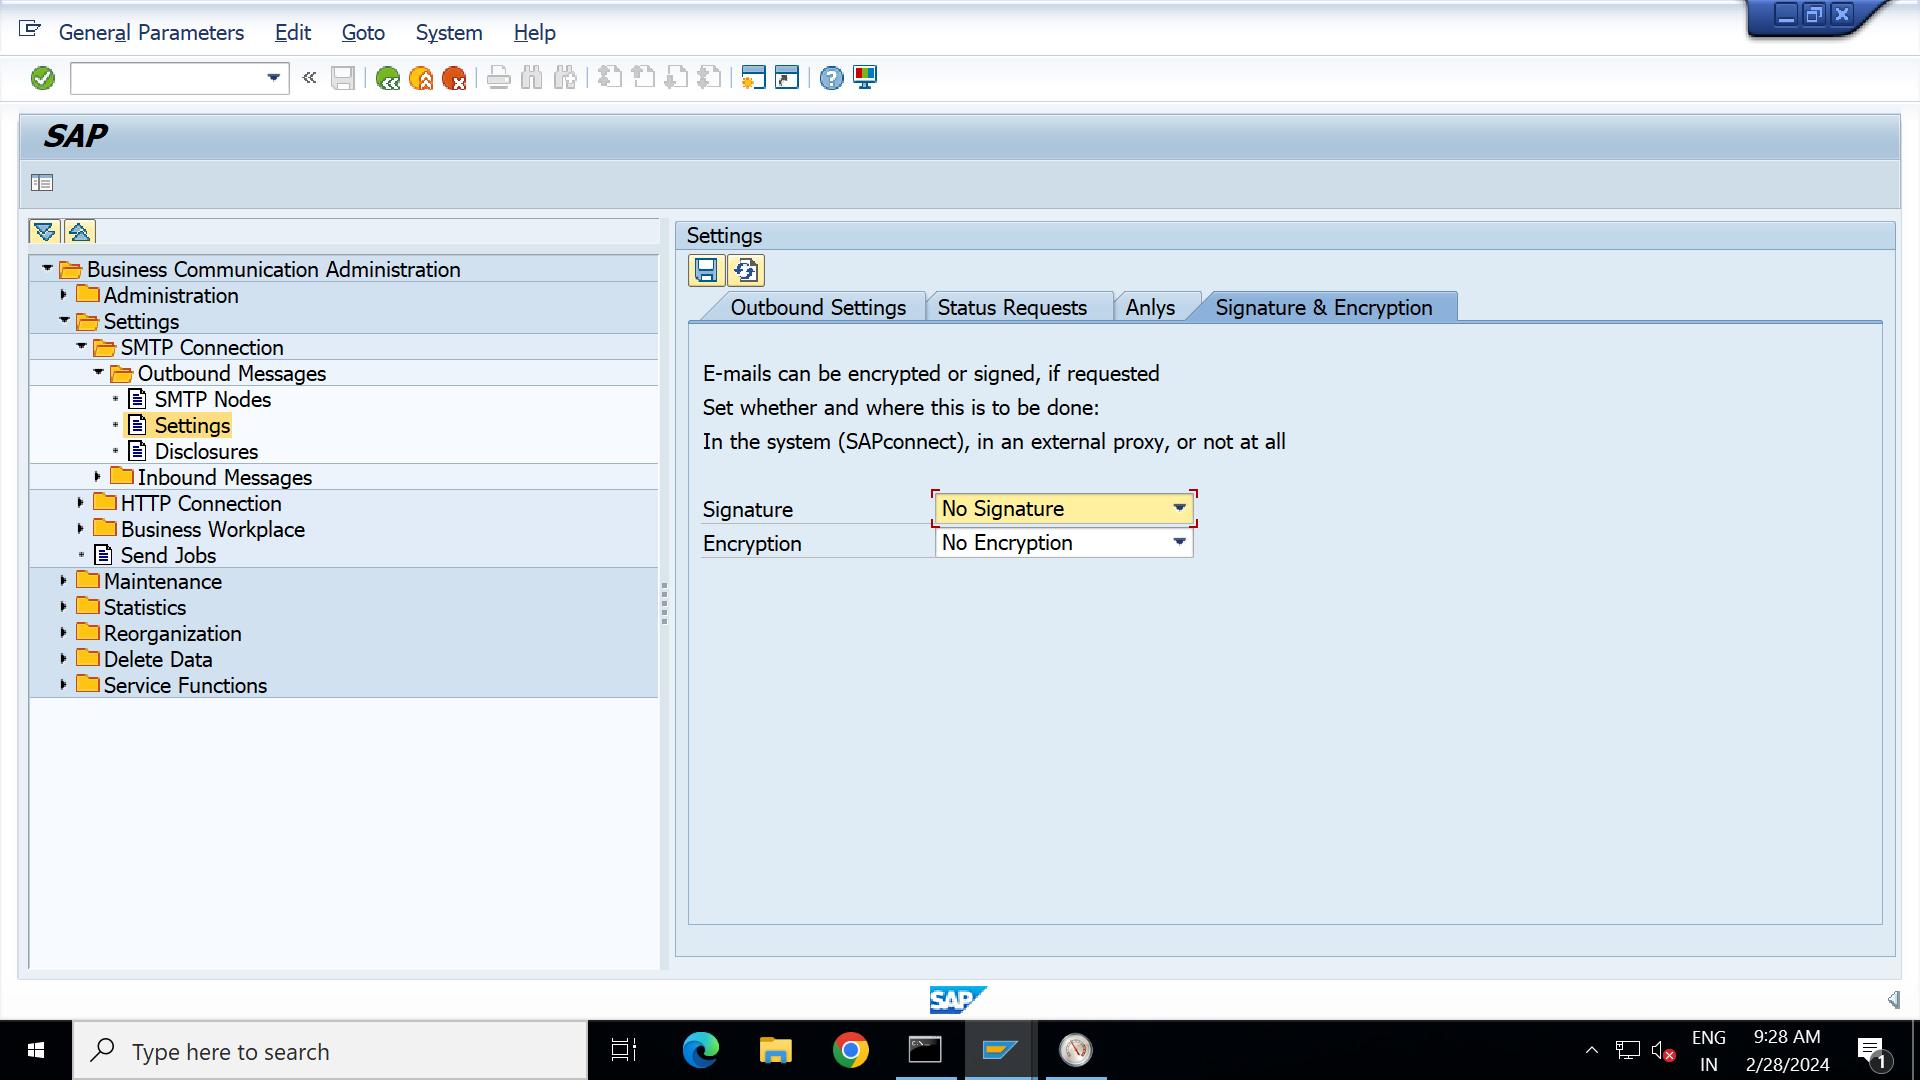 General Parameters Edit Goto System Help
SAP
Business Communication Administration
Administration
Settings
SMTP Connection
Outbound Messages
SMTP Nodes
Settings
Disclosures
Inbound Messages
HTTP Connection
Business Workplace
Send Jobs
Maintenance
Statistics
Reorganization
Delete Data
Service Functions
Settings
Outbound Settings Status Requests Anlys Signature & Encryption
E-mails can be encrypted or signed, if requested
Set whether and where this is to be done:
In the system (SAPconnect), in an external proxy, or not at all
Signature No Signature
Encryption No Encryption
SAP
Type here to search
ENG
IN
9:28 AM
2/28/2024
1